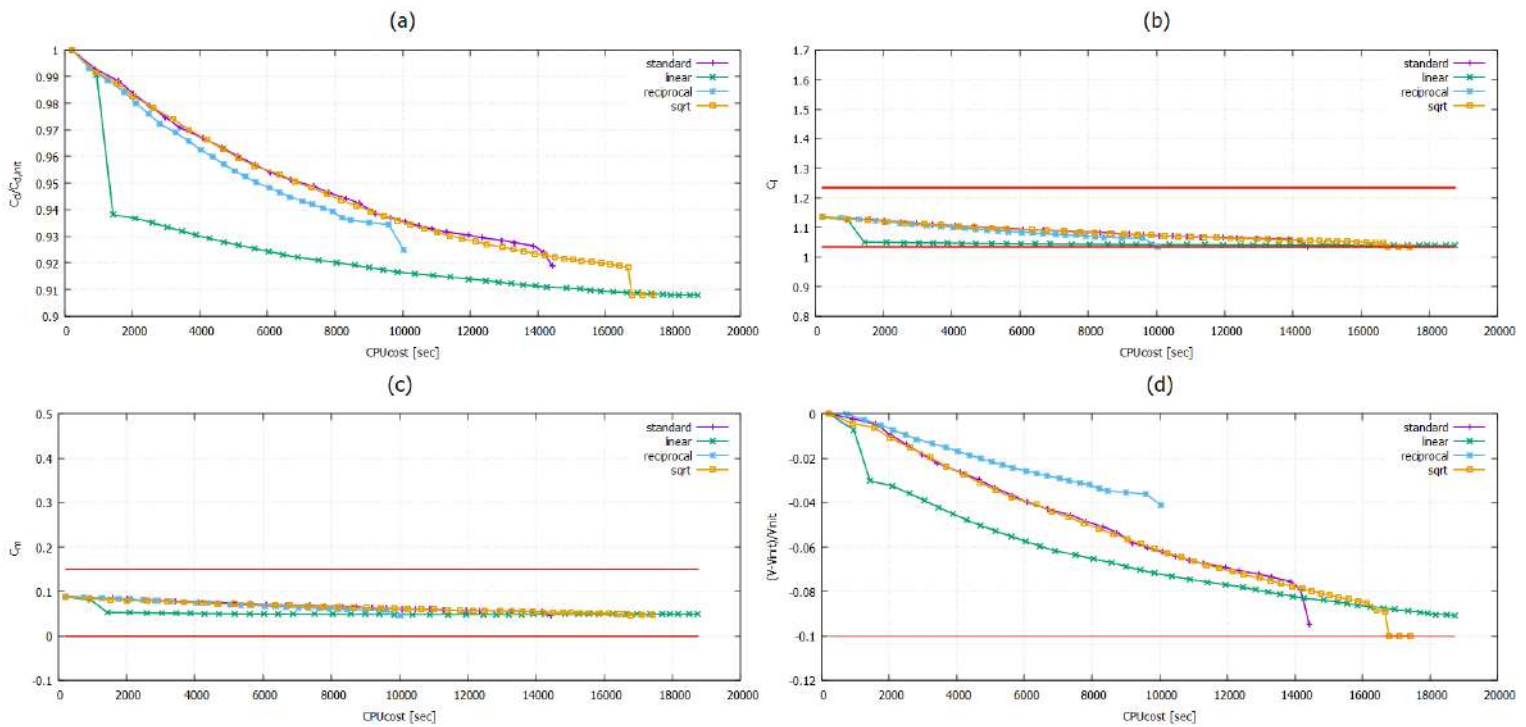 (a)
1
0.99
0.98
0.97
0.96
0.95
0.94
0.93
0.92
0.91
0.9
Cd/Cd,init
standard
linear
reciprocal
sqrt
0 2000 4000 6000 8000 10000 12000 14000 16000 18000 20000
CPUcost [sec]
(b)
1.7
1.6
1.5
1.4
1.3
1.2
1.1
1
0.9
0.8
Cl
standard
linear
reciprocal
sqrt
0 2000 4000 6000 8000 10000 12000 14000 16000 18000 20000
CPUcost [sec]
(c)
0.5
0.4
0.3
0.2
0.1
0
-0.1
Cm
standard
linear
reciprocal
sqrt
0 2000 4000 6000 8000 10000 12000 14000 16000 18000 20000
CPUcost [sec]
(d)
0
-0.02
-0.04
-0.06
-0.08
-0.1
-0.12
(V-Vinit)/Vinit
standard
linear
reciprocal
sqrt
0 2000 4000 6000 8000 10000 12000 14000 16000 18000 20000
CPUcost [sec]